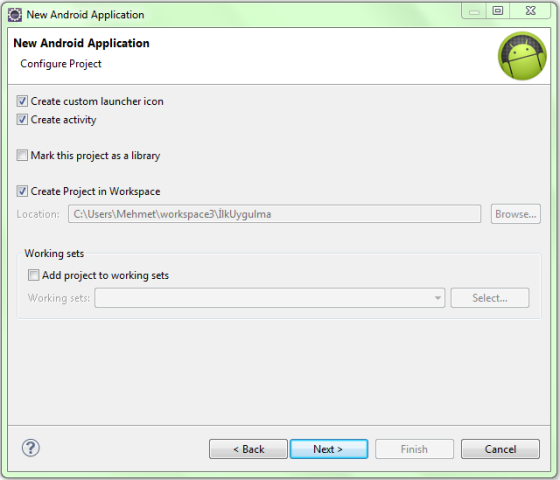 New Android Application
New Android Application
Configure Project
Create custom launcher icon
Create activity
Mark this project as a library
Create Project in Workspace
Location: C:\Users\Mehmet\workspace3\İlkUygulma Browse...
Working sets
Add project to working sets
Working sets: Select...
? < Back Next > Finish Cancel